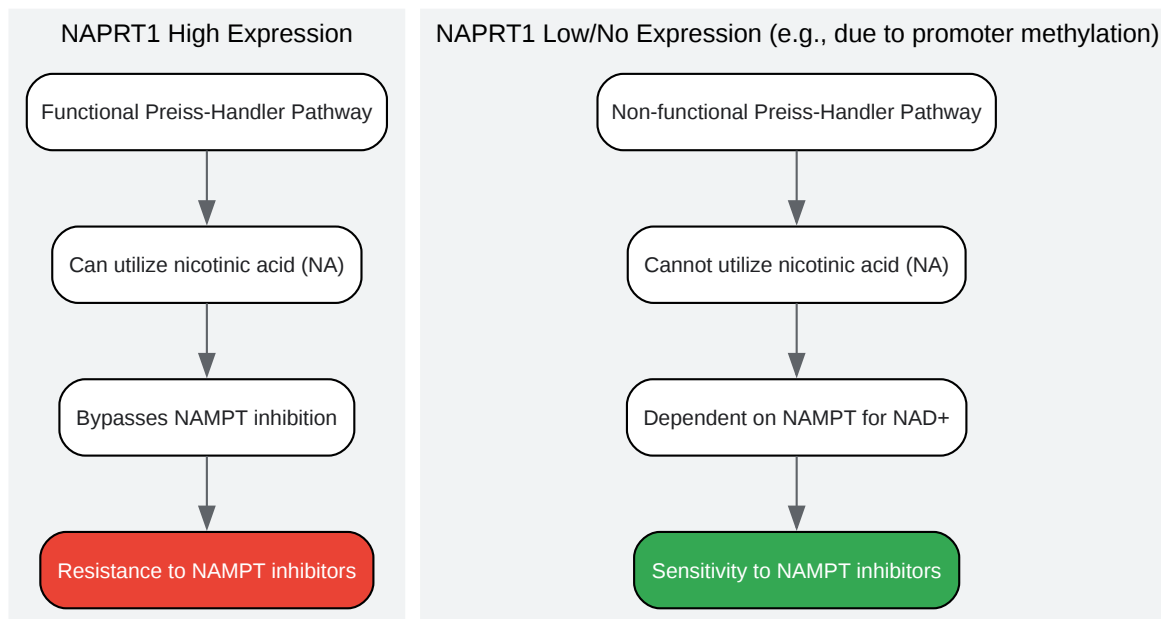 NAPRT1 High Expression
Functional Preiss-Handler Pathway
Can utilize nicotinic acid (NA)
Bypasses NAMPT inhibition
Resistance to NAMPT inhibitors
NAPRT1 Low/No Expression (e.g., due to promoter methylation)
Non-functional Preiss-Handler Pathway
Cannot utilize nicotinic acid (NA)
Dependent on NAMPT for NAD+
Sensitivity to NAMPT inhibitors